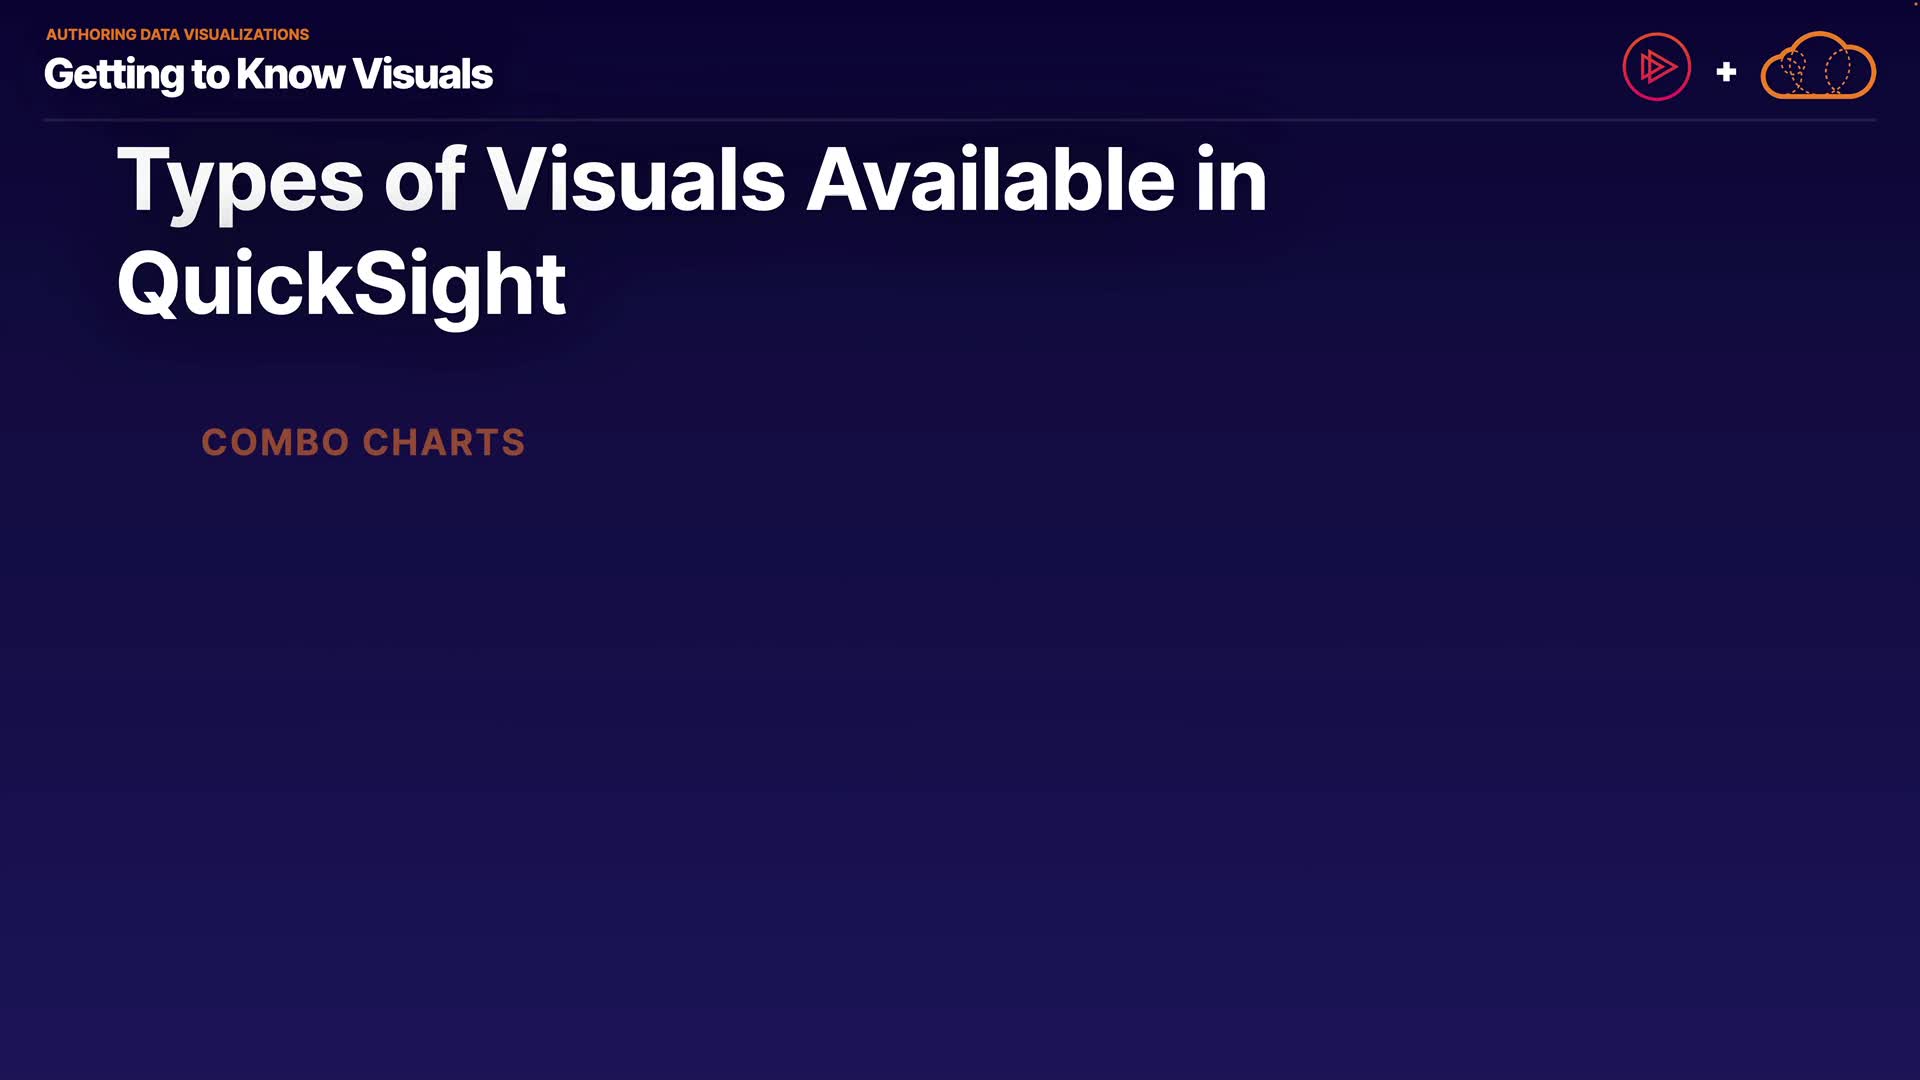 AUTHORING DATA VISUALIZATIONS
Getting to Know Visuals
+
Types of Visuals Available in
QuickSight
COMBO CHARTS